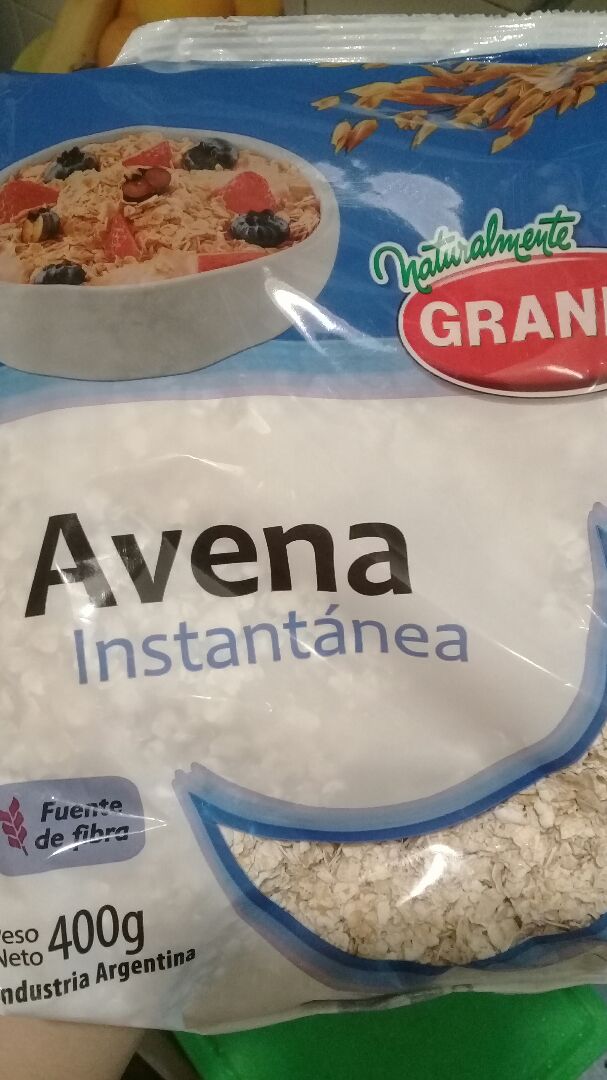 Naturalmente
GRAN
Avena
Instantánea
Fuente
de fibra
Peso
Neto 400g
Industria Argentina